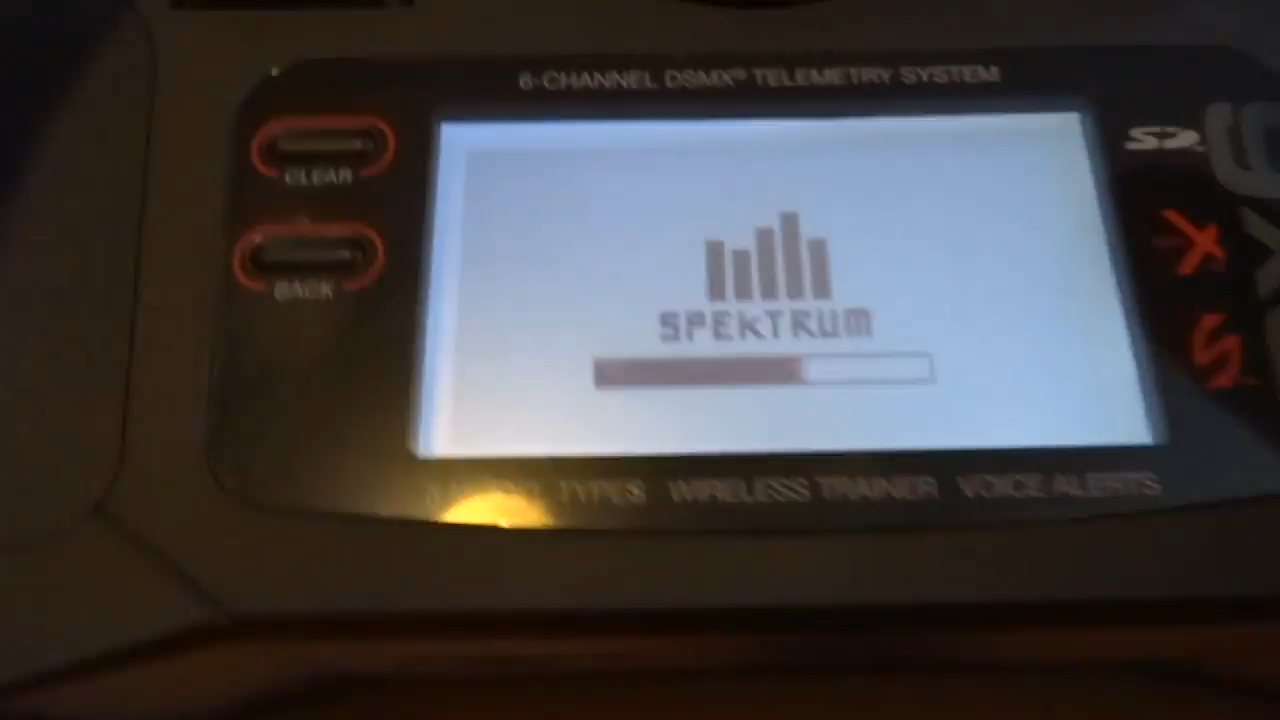 6-CHANNEL DSMX® TELEMETRY SYSTEM
CLEAR
BACK
SPEKTRUM
TYPES WIRELESS TRAINER VOICE ALERTS